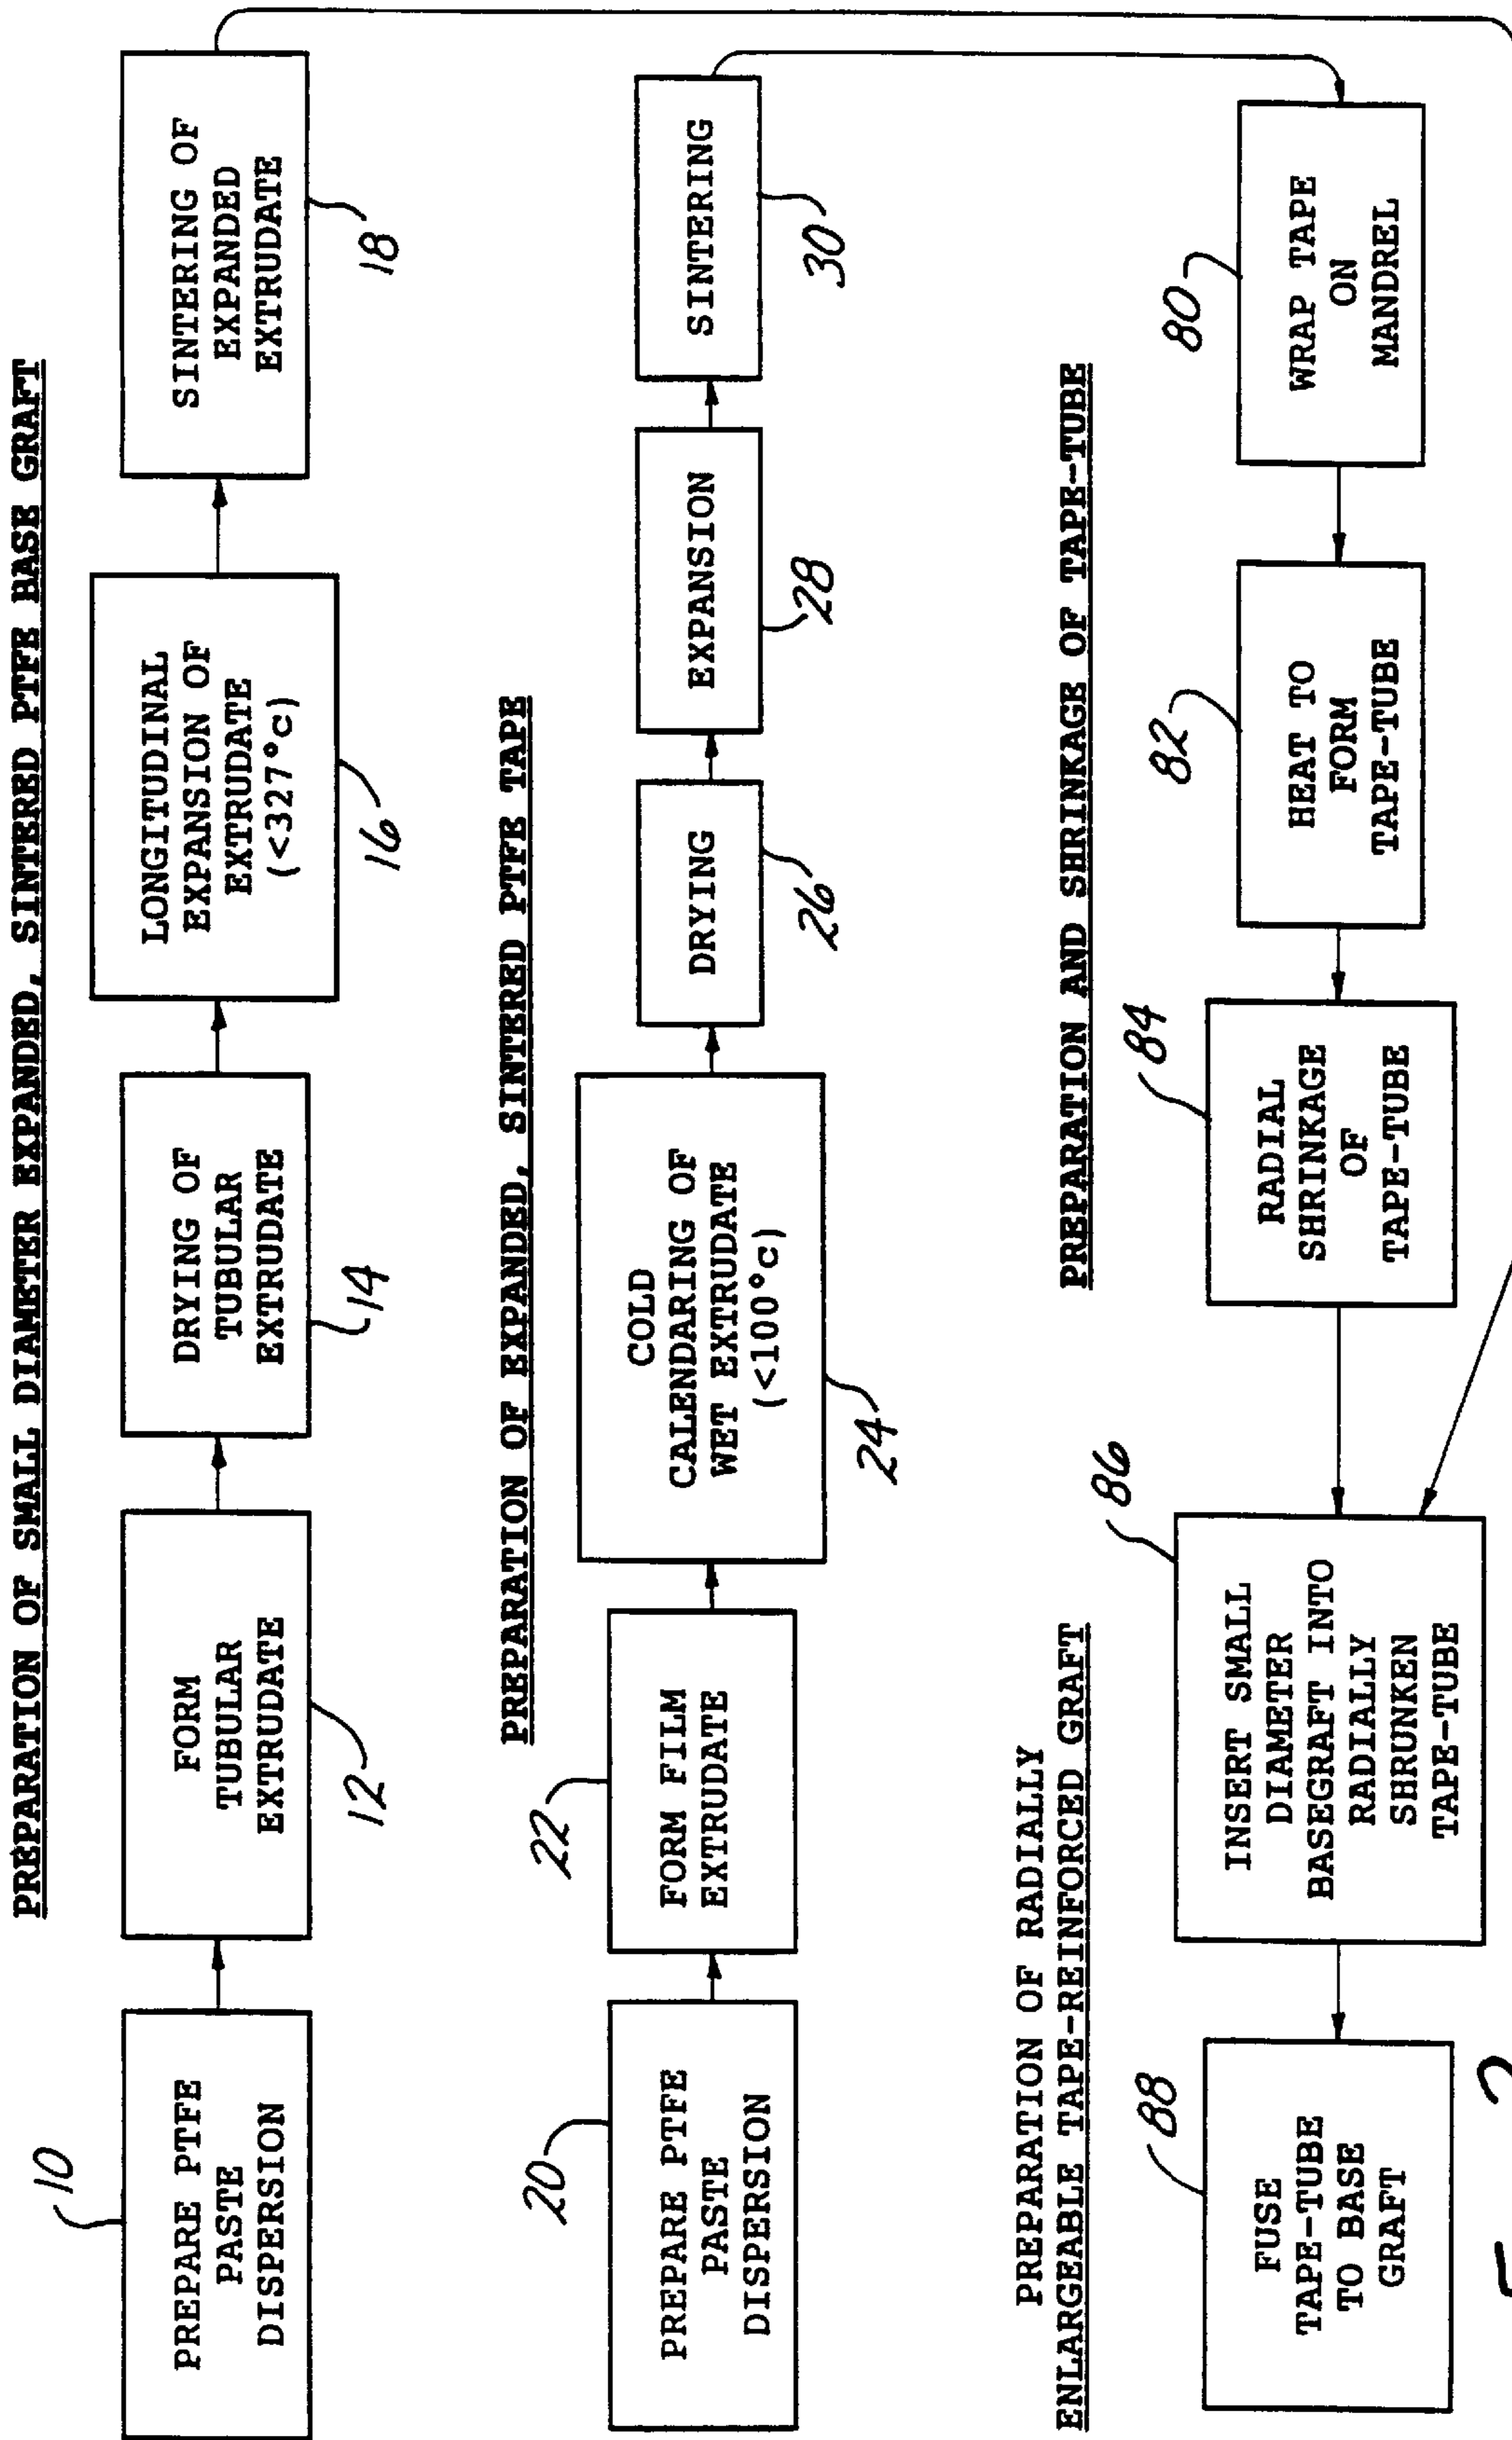 PREPARATION OF SMALL DIAMETER EXPANDED, SINTERED PTFE BASE GRAFT
10
PREPARE PTFE
PASTE
DISPERSION
FORM
TUBULAR
EXTRUDATE
12
DRYING OF
TUBULAR
EXTRUDATE
14
LONGITUDINAL
EXPANSION OF
EXTRUDATE
(<327°c)
16
SINTERING OF
EXPANDED
EXTRUDATE
18
PREPARATION OF EXPANDED, SINTERED PTFE TAPE
20
PREPARE PTFE
PASTE
DISPERSION
22
FORM FILM
EXTRUDATE
COLD
CALENDARING OF
WET EXTRUDATE
(<100°c)
24
DRYING
26
EXPANSION
28
SINTERING
30
PREPARATION AND SHRINKAGE OF TAPE-TUBE
80
WRAP TAPE
ON
MANDREL
82
HEAT TO
FORM
TAPE-TUBE
84
RADIAL
SHRINKAGE
OF
TAPE-TUBE
PREPARATION OF RADIALLY
ENLARGEABLE TAPE-REINFORCED GRAFT
86
INSERT SMALL
DIAMETER
BASEGRAFT INTO
RADIALLY
SHRUNKEN
TAPE-TUBE
88
FUSE
TAPE-TUBE
TO BASE
GRAFT